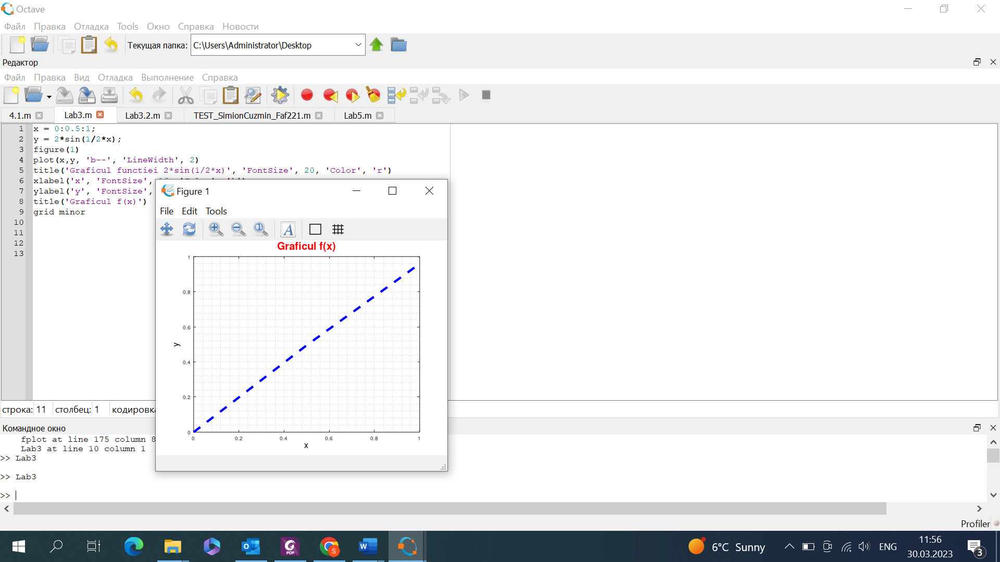 Octave
Файл Правка Отладка Tools Окно Справка Новости
Текущая папка: C:\Users\Administrator\Desktop
Редактор
Файл Правка Вид Отладка Выполнение Справка
4.1.m Lab3.m Lab3.2.m TEST_SimionCuzmin_Faf221.m Lab5.m
1 x = 0:0.5:1;
2 y = 2*sin(1/2*x);
3 figure(1)
4 plot(x,y, 'b--', 'LineWidth', 2)
5 title('Graficul functiei 2*sin(1/2*x)', 'FontSize', 20, 'Color', 'r')
6 xlabel('x', 'FontSize',
7 ylabel('y', 'FontSize',
8 title('Graficul f(x)')
9 grid minor
10
11
12
13
Figure 1
File Edit Tools
A
Graficul f(x)
1
0.8
0.6
y
0.4
0.2
0
0 0.2 0.4 0.6 0.8 1
x
строка: 11 столбец: 1 кодировка
Командное окно
fplot at line 175 column 8
Lab3 at line 10 column 1
>> Lab3
>> Lab3
>>
Profiler
6°C Sunny
ENG
11:56
30.03.2023
3